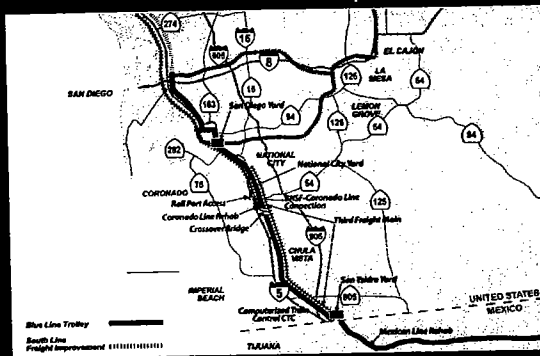 274
15
805
8
EL CAJON
LA
MESA
125
54
SAN DIEGO
15
163
San Diego Yard
94
LEMON
GROVE
125
54
94
282
NATIONAL
CITY
National City Yard
75
CORONADO
54
Rail Port Access
Coronado Line
Connection
125
Coronado Line Rehab
Third Freight Main
Crossover Bridge
805
CHULA
VISTA
San Ysidro Yard
IMPERIAL
BEACH
5
905
UNITED STATES
MEXICO
Computerized Train
Control CTC
Blue Line Trolley
Mexican Line Rehab
South Line
Freight Improvement
TIJUANA